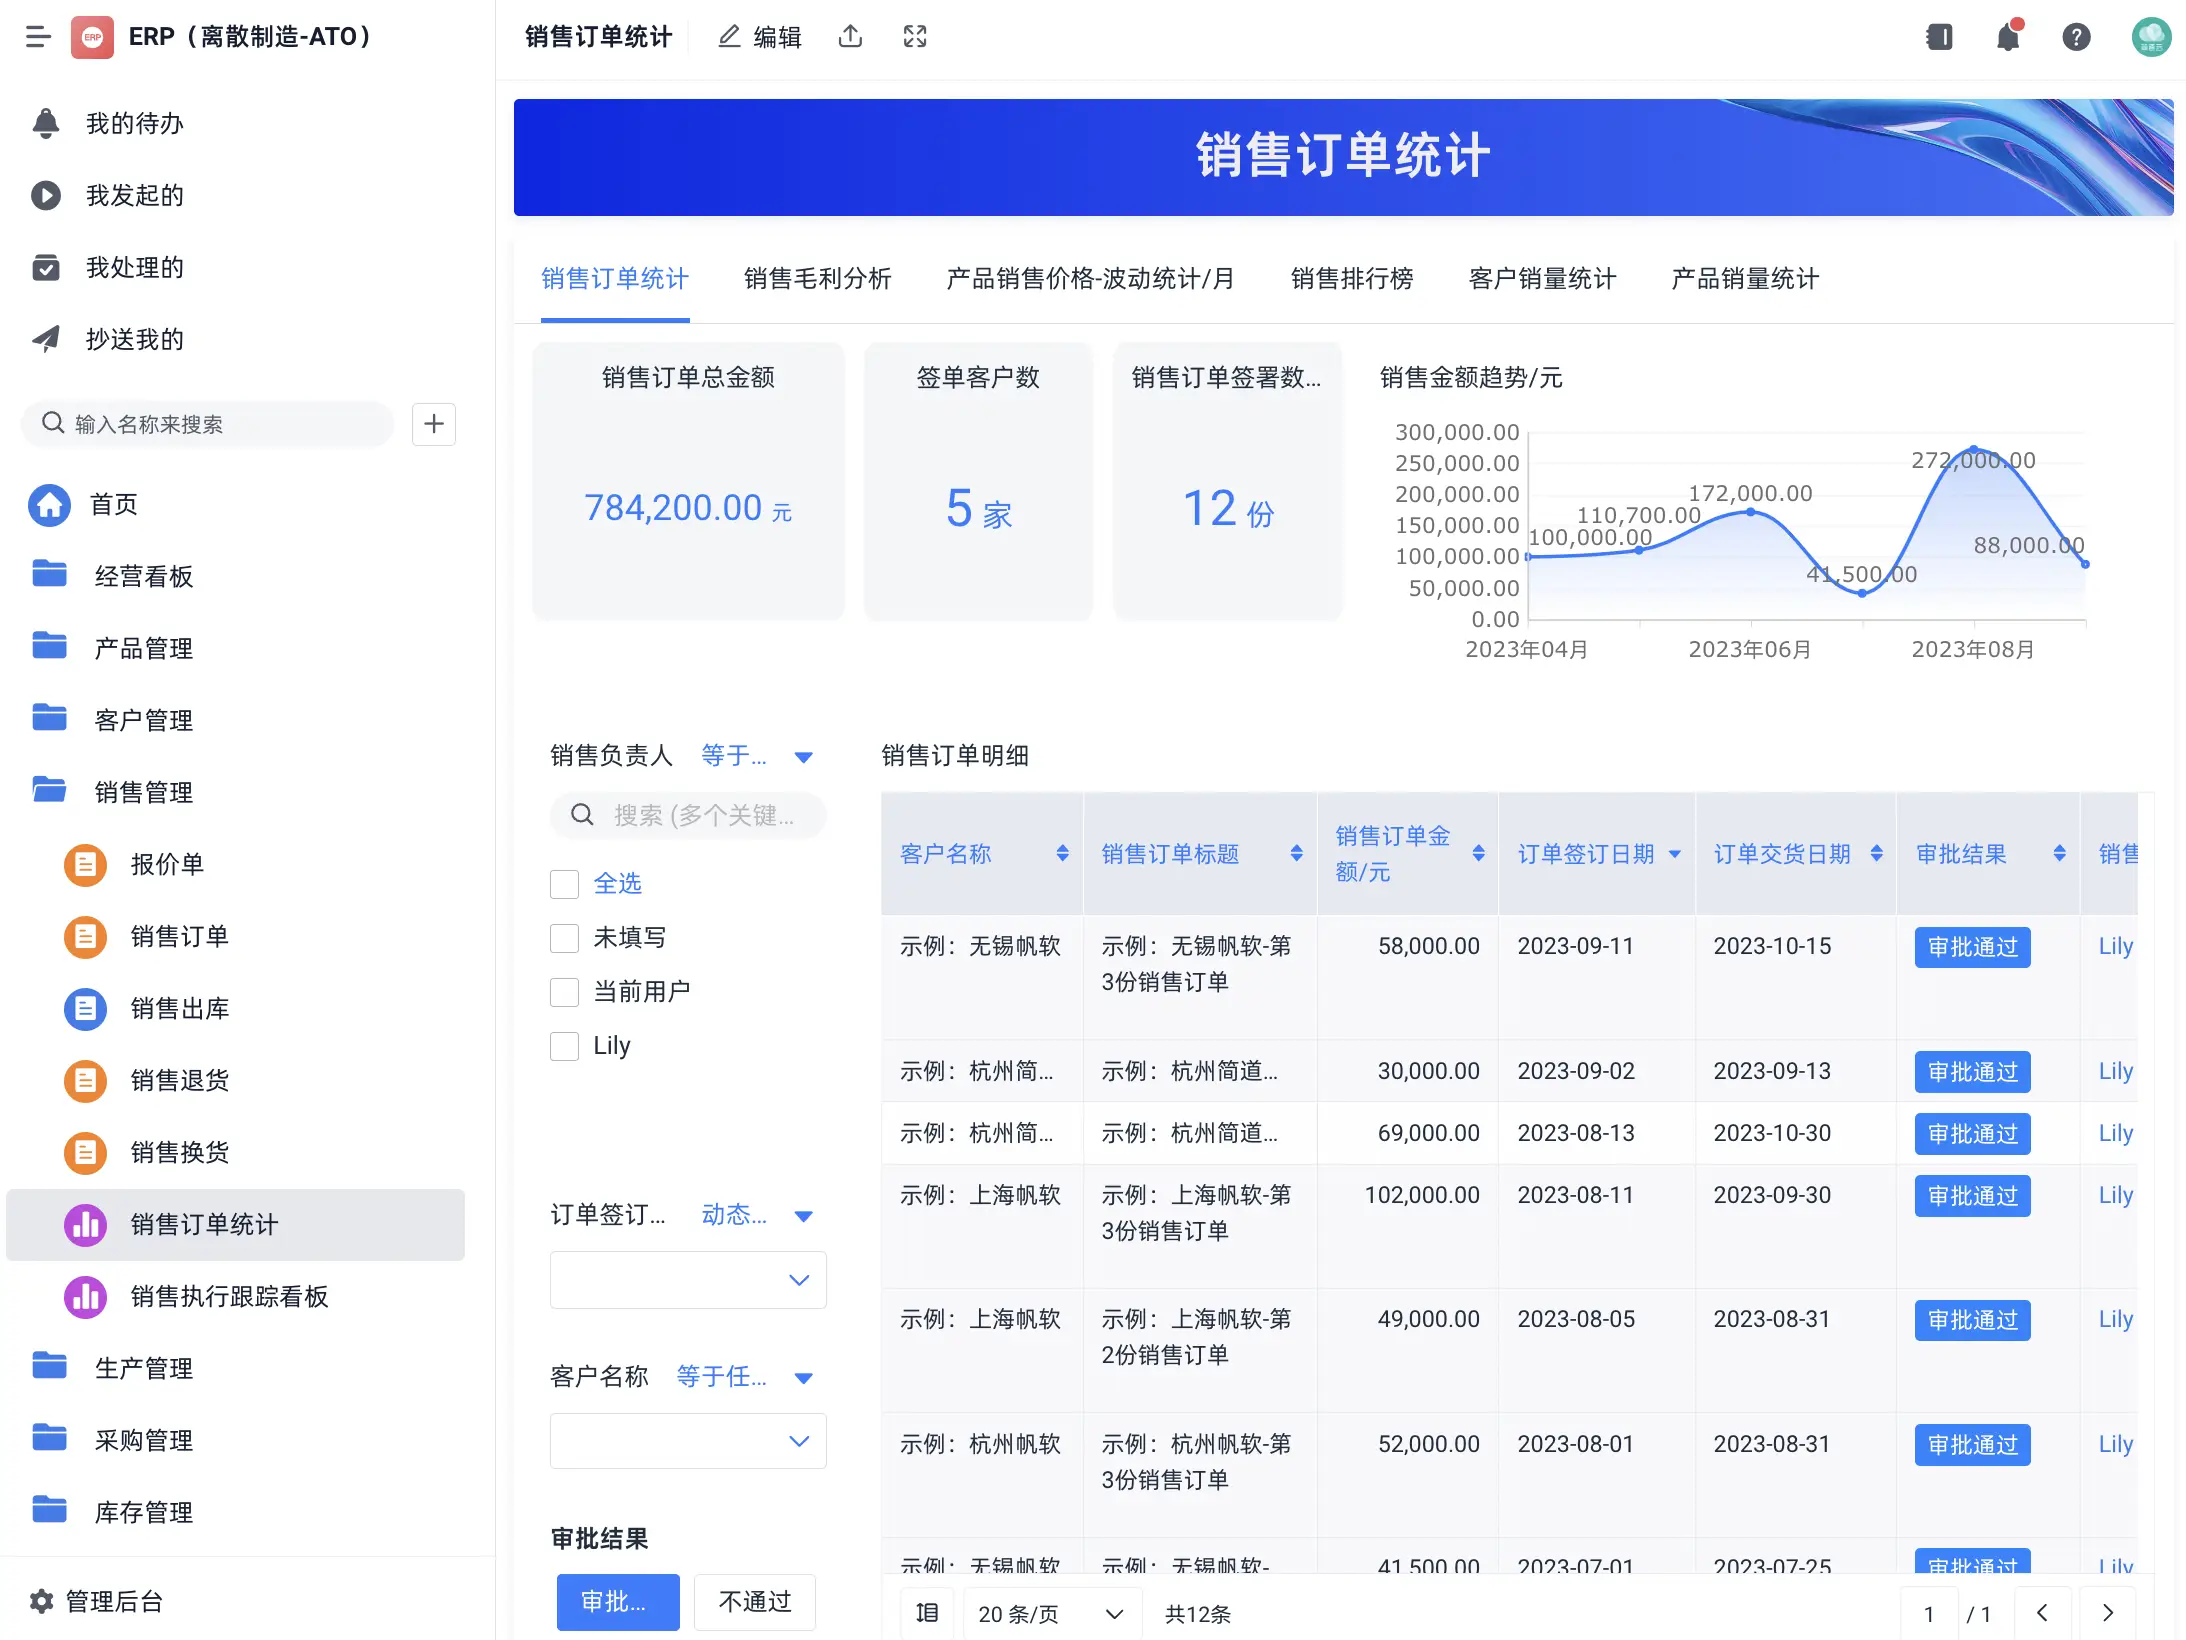 ERP（离散制造-ATO）
我的待办
我发起的
我处理的
抄送我的
输入名称来搜索
首页
经营看板
产品管理
客户管理
销售管理
报价单
销售订单
销售出库
销售退货
销售换货
销售订单统计
销售执行跟踪看板
生产管理
采购管理
库存管理
管理后台
销售订单统计 编辑
销售订单统计
销售订单统计 销售毛利分析 产品销售价格-波动统计/月 销售排行榜 客户销量统计 产品销量统计
销售订单总金额
784,200.00 元
签单客户数
5 家
销售订单签署数...
12 份
销售金额趋势/元
300,000.00
250,000.00
200,000.00
150,000.00
100,000.00
50,000.00
0.00
100,000.00
110,700.00
172,000.00
41,500.00
272,000.00
88,000.00
2023年04月 2023年06月 2023年08月
销售负责人 等于...
搜索 (多个关键...
全选
未填写
当前用户
Lily
订单签订... 动态...
客户名称 等于任...
审批结果
审批... 不通过
销售订单明细
客户名称 销售订单标题 销售订单金额/元 订单签订日期 订单交货日期 审批结果 销售
示例：无锡帆软 示例：无锡帆软-第3份销售订单 58,000.00 2023-09-11 2023-10-15 审批通过 Lily
示例：杭州简... 示例：杭州简道... 30,000.00 2023-09-02 2023-09-13 审批通过 Lily
示例：杭州简... 示例：杭州简道... 69,000.00 2023-08-13 2023-10-30 审批通过 Lily
示例：上海帆软 示例：上海帆软-第3份销售订单 102,000.00 2023-08-11 2023-09-30 审批通过 Lily
示例：上海帆软 示例：上海帆软-第2份销售订单 49,000.00 2023-08-05 2023-08-31 审批通过 Lily
示例：杭州帆软 示例：杭州帆软-第3份销售订单 52,000.00 2023-08-01 2023-08-31 审批通过 Lily
示例：无锡帆软 示例：无锡帆软- 41,500.00 2023-07-01 2023-07-25 审批通过 Lily
20 条/页 共12条 1 / 1